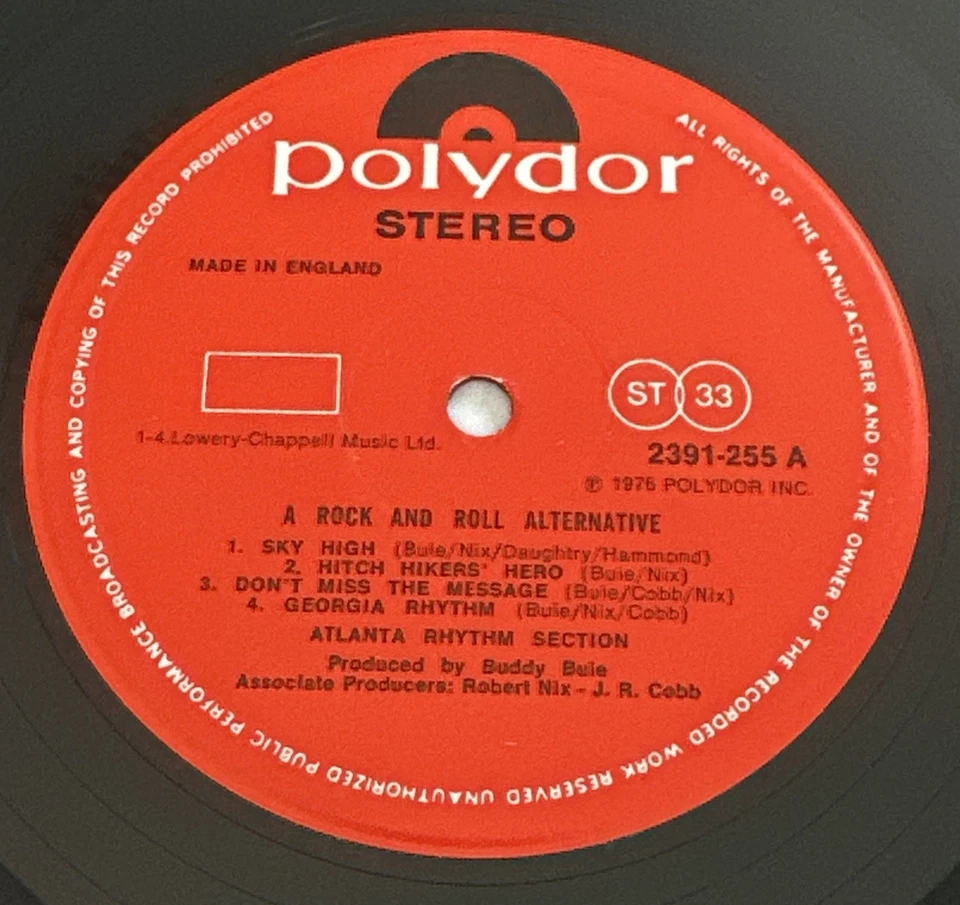 polydor
STEREO
MADE IN ENGLAND
ST 33
1-4.Lowery-Chappell Music Ltd.
2391-255 A
℗ 1976 POLYDOR INC.
A ROCK AND ROLL ALTERNATIVE
1. SKY HIGH (Buie/Nix/Daughtry/Hammond)
2. HITCH HIKERS' HERO (Buie/Nix)
3. DON'T MISS THE MESSAGE (Buie/Cobb/Nix)
4. GEORGIA RHYTHM (Buie/Nix/Cobb)
ATLANTA RHYTHM SECTION
Produced by Buddy Buie
Associate Producers: Robert Nix - J. R. Cobb
ALL RIGHTS OF THE MANUFACTURER AND OF THE OWNER OF THE RECORDED WORK RESERVED UNAUTHORIZED PUBLIC PERFORMANCE BROADCASTING AND COPYING OF THIS RECORD PROHIBITED